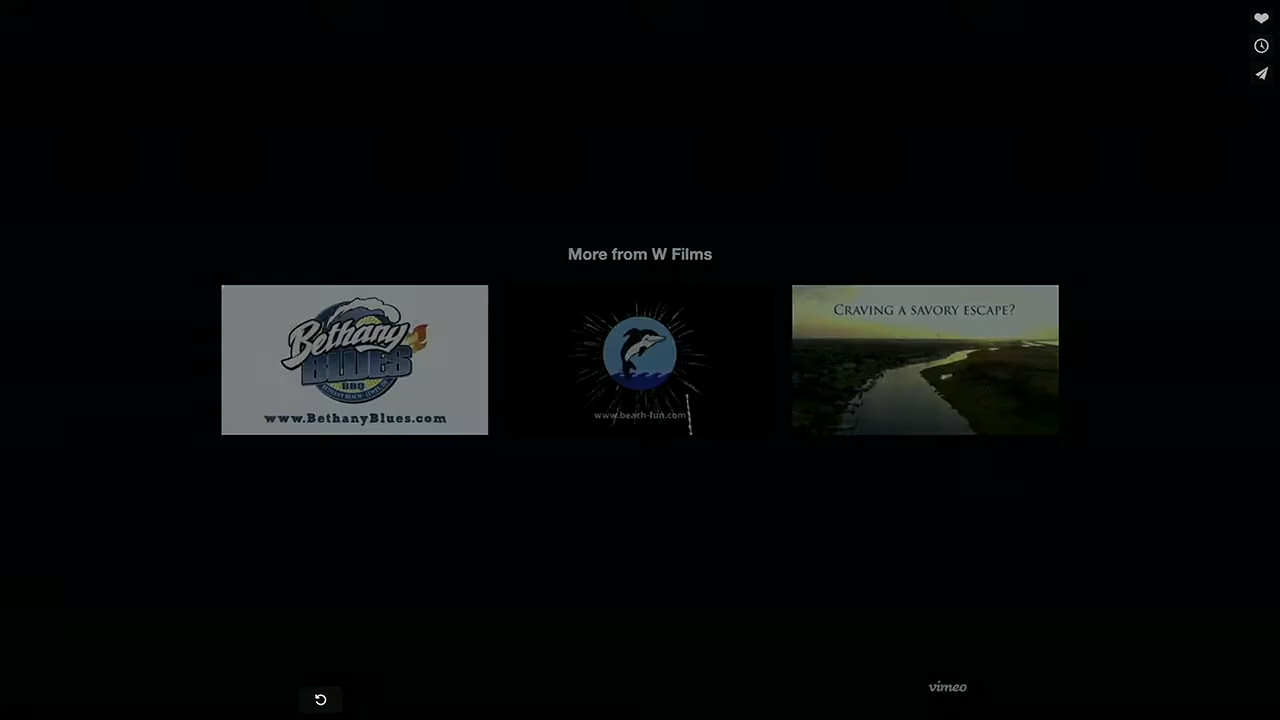 More from W Films
Bethany
BLUES
BBQ
www.BethanyBlues.com
www.beach-fun.com
CRAVING A SAVORY ESCAPE?
vimeo